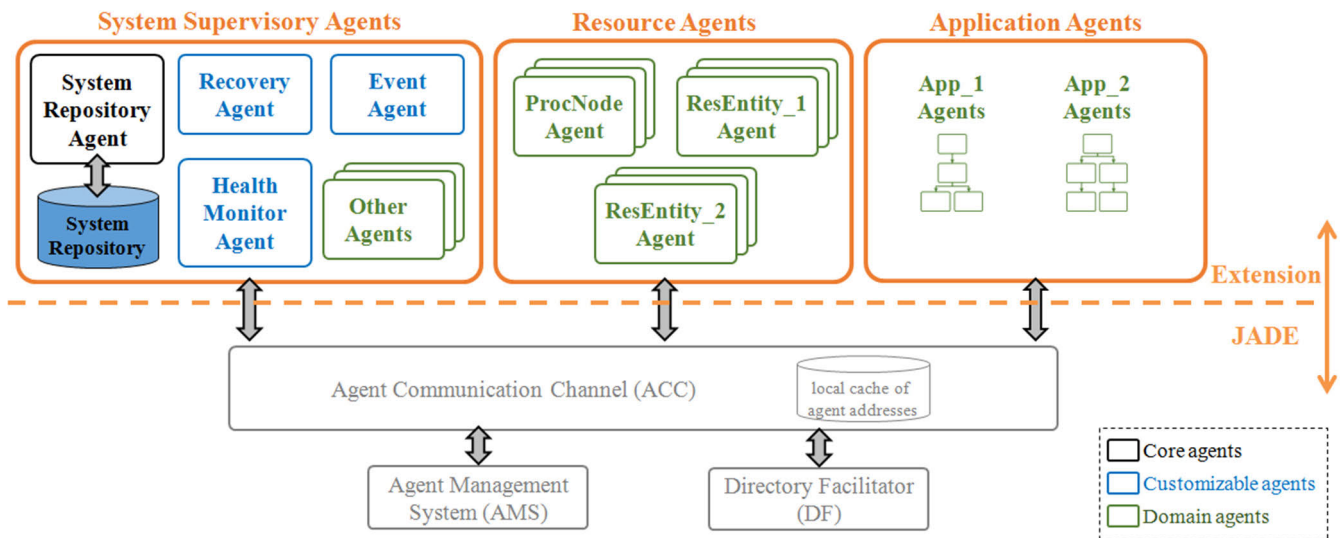 System Supervisory Agents
Resource Agents
Application Agents
System
Repository
Agent
Recovery
Agent
Event
Agent
System
Repository
Health
Monitor
Agent
Other
Agents
ProcNode
Agent
ResEntity_1
Agent
ResEntity_2
Agent
App_1
Agents
App_2
Agents
Extension
JADE
Agent Communication Channel (ACC)
local cache of
agent addresses
Agent Management
System (AMS)
Directory Facilitator
(DF)
Core agents
Customizable agents
Domain agents